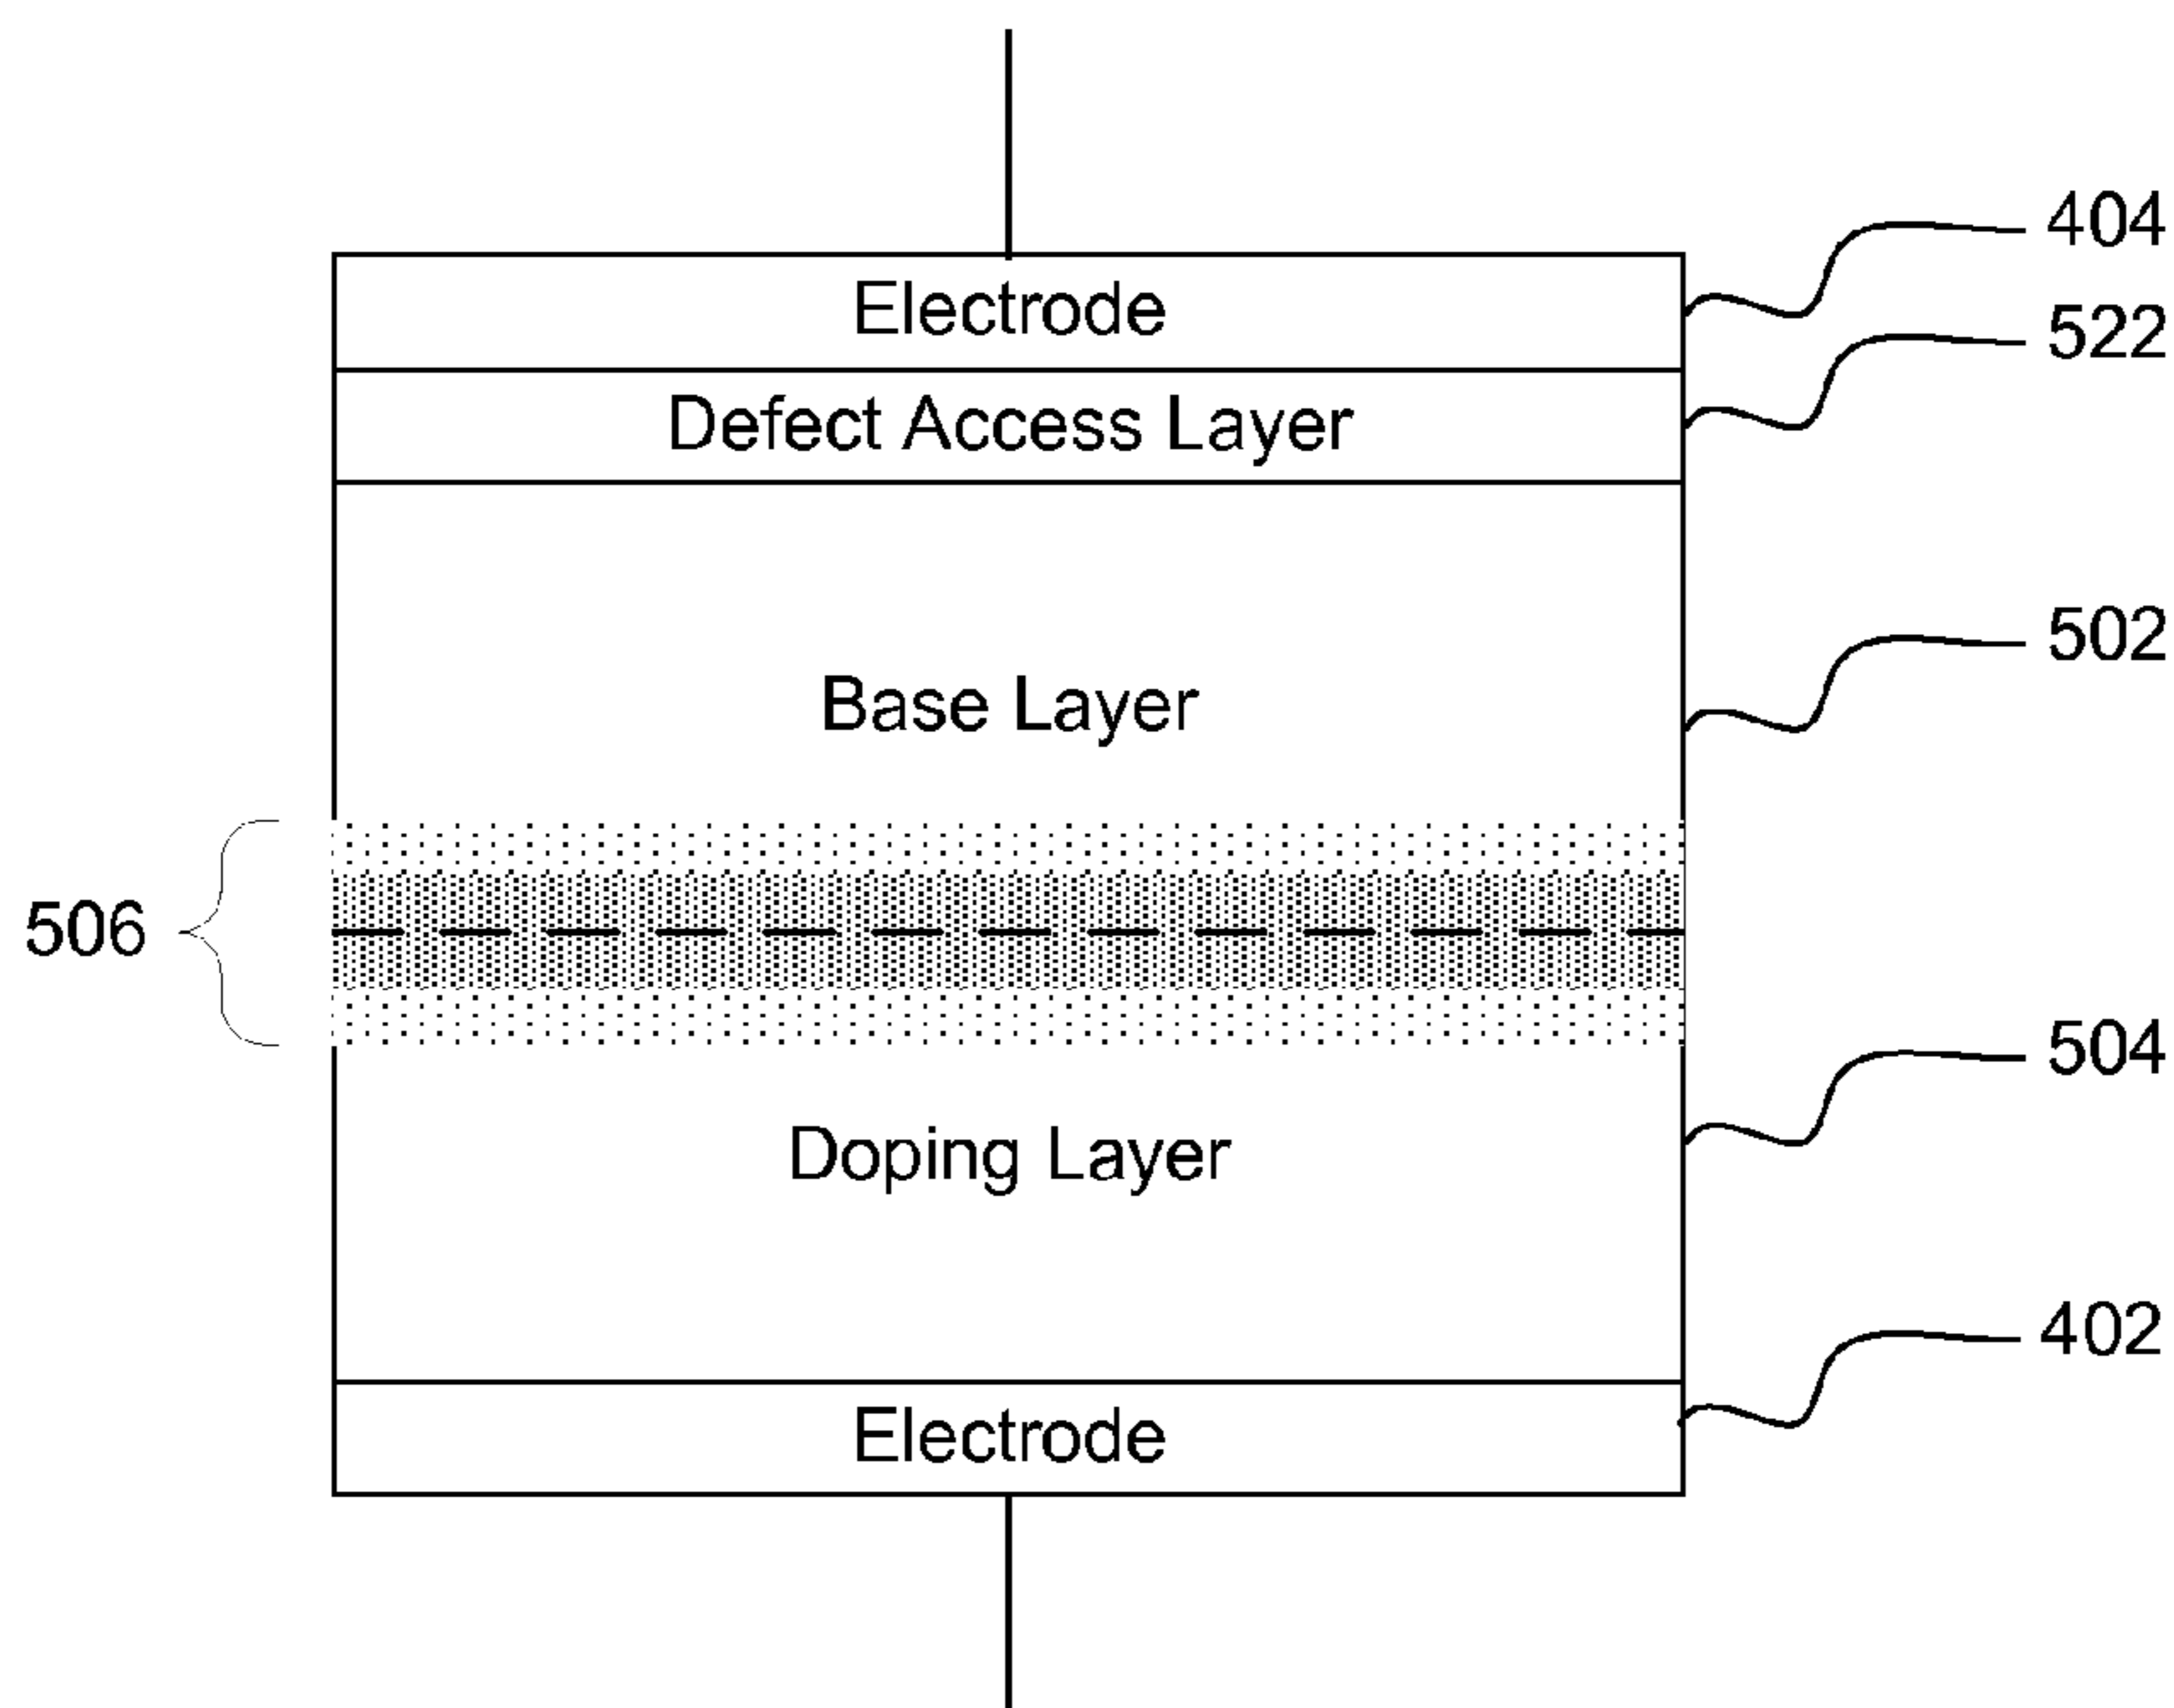 404
Electrode
522
Defect Access Layer
502
Base Layer
506
504
Doping Layer
402
Electrode